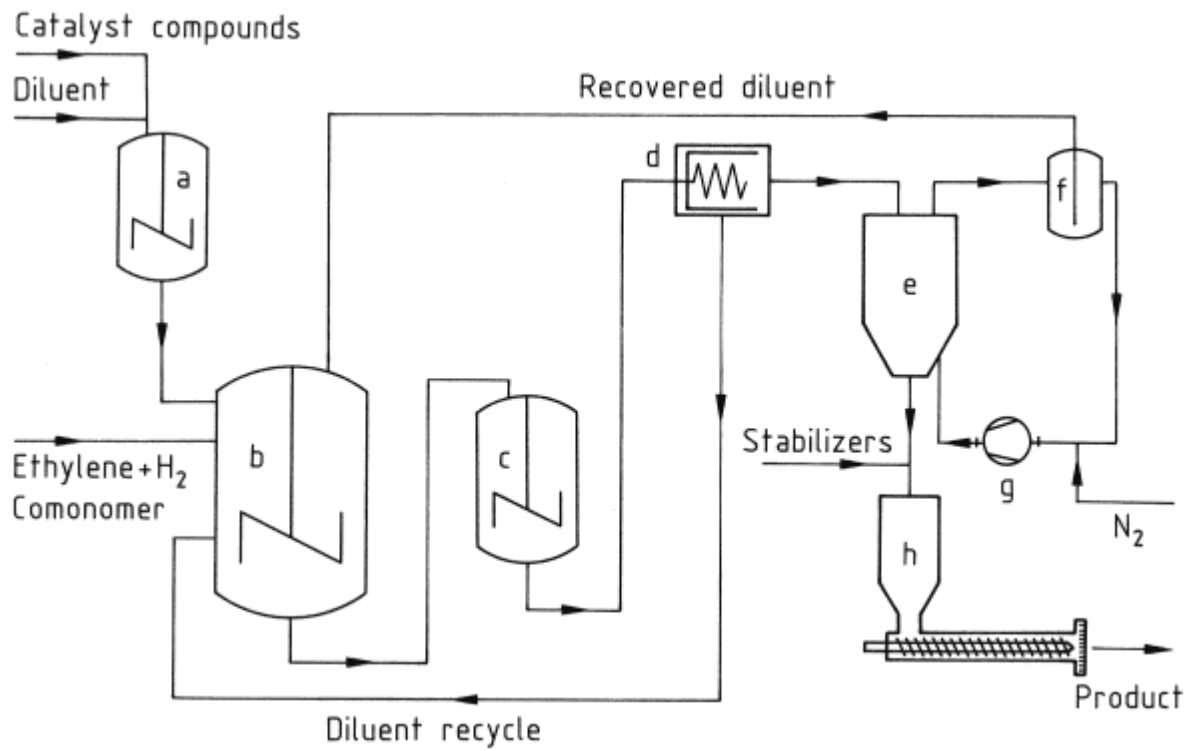 Catalyst compounds
Diluent
Recovered diluent
a
d
f
e
b
c
Ethylene+H₂
Comonomer
Stabilizers
g
N₂
h
Product
Diluent recycle